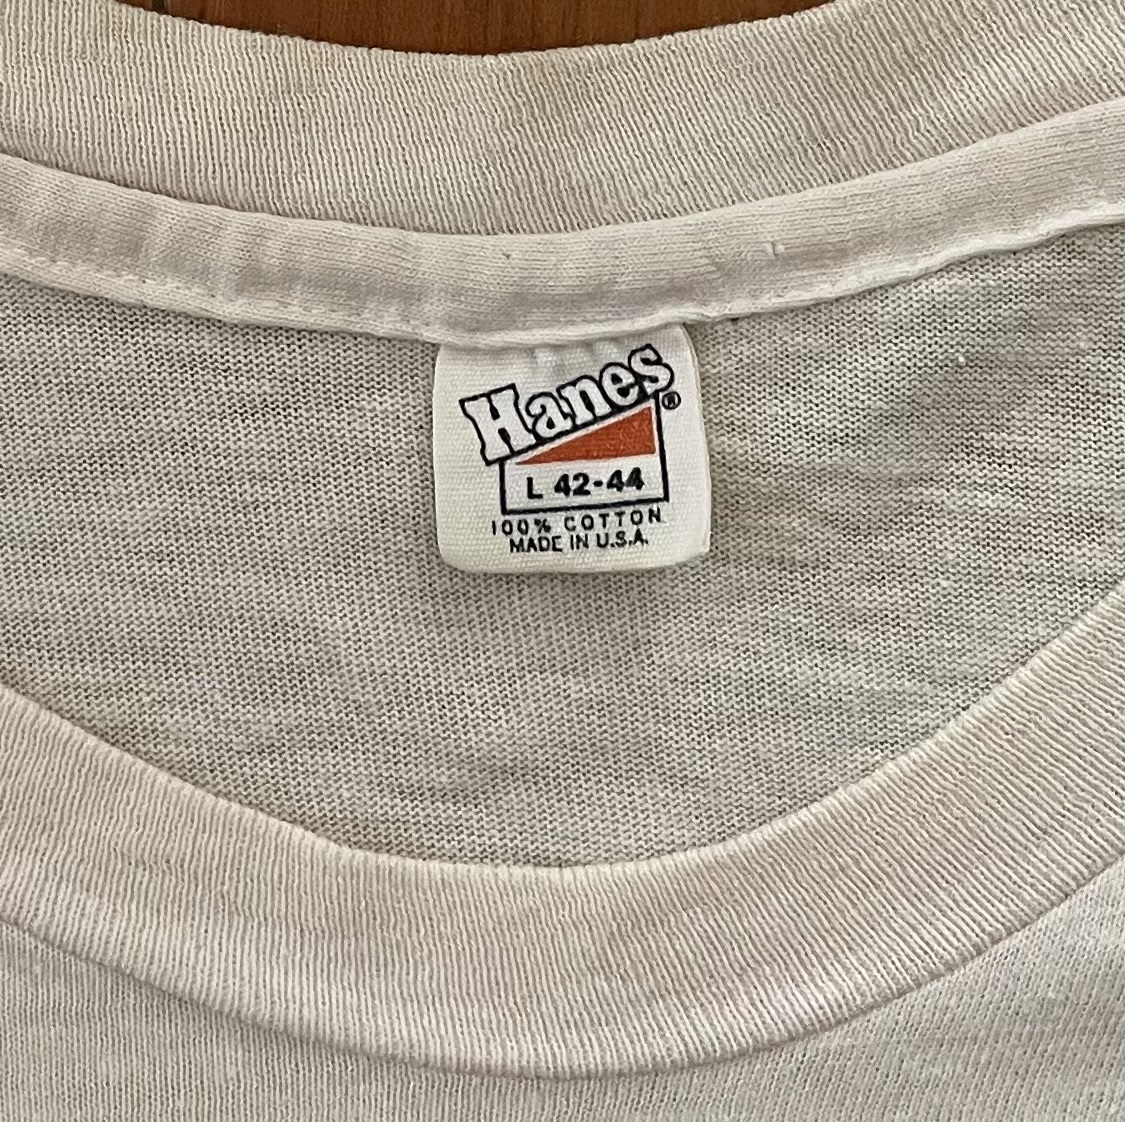 Hanes®
L 42-44
100% COTTON
MADE IN U.S.A.